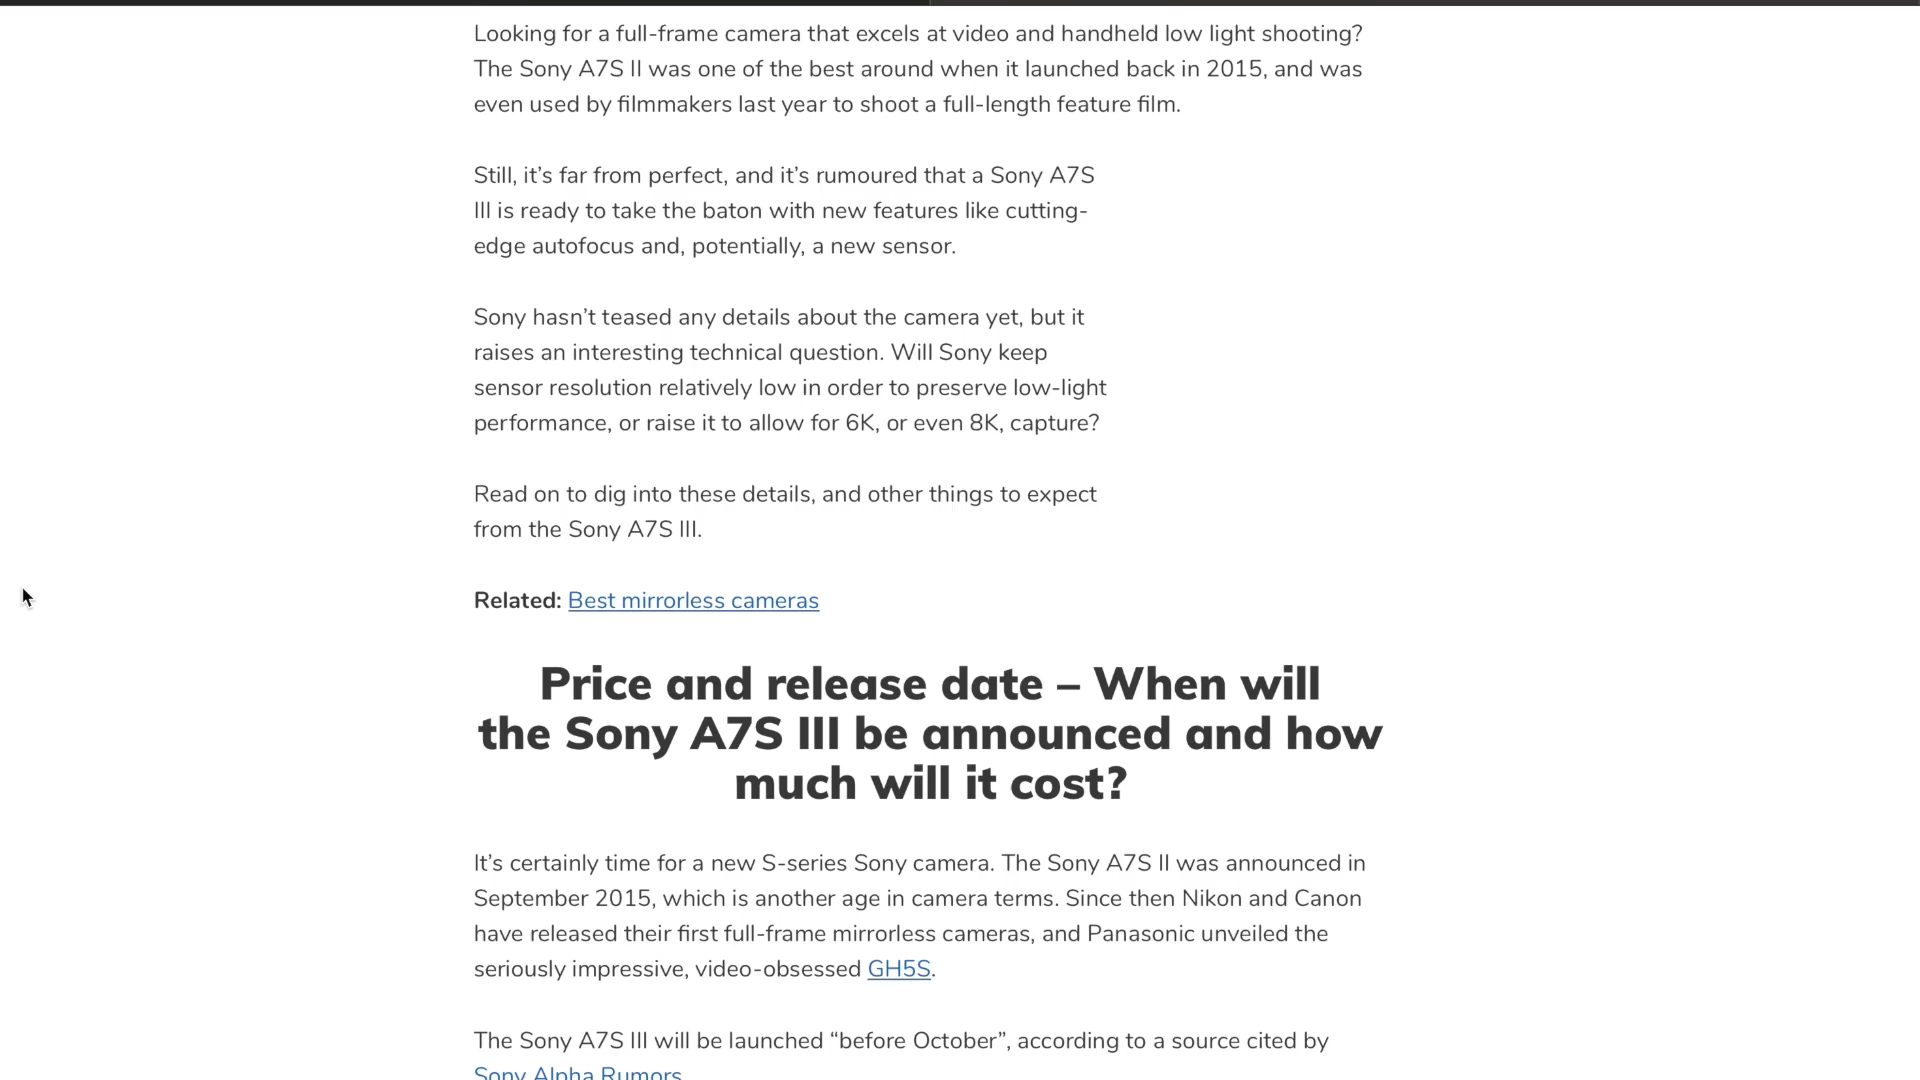 Looking for a full-frame camera that excels at video and handheld low light shooting?
The Sony A7S II was one of the best around when it launched back in 2015, and was
even used by filmmakers last year to shoot a full-length feature film.
Still, it’s far from perfect, and it’s rumoured that a Sony A7S
III is ready to take the baton with new features like cutting-
edge autofocus and, potentially, a new sensor.
Sony hasn’t teased any details about the camera yet, but it
raises an interesting technical question. Will Sony keep
sensor resolution relatively low in order to preserve low-light
performance, or raise it to allow for 6K, or even 8K, capture?
Read on to dig into these details, and other things to expect
from the Sony A7S III.
Related: Best mirrorless cameras
Price and release date – When will
the Sony A7S III be announced and how
much will it cost?
It’s certainly time for a new S-series Sony camera. The Sony A7S II was announced in
September 2015, which is another age in camera terms. Since then Nikon and Canon
have released their first full-frame mirrorless cameras, and Panasonic unveiled the
seriously impressive, video-obsessed GH5S.
The Sony A7S III will be launched “before October”, according to a source cited by
Sony Alpha Rumors